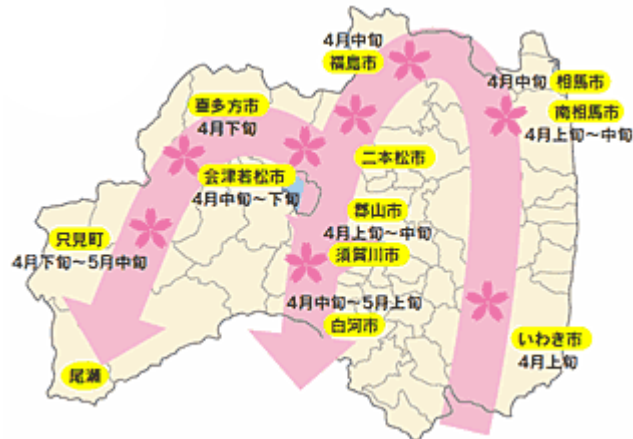 4月中旬
福島市
4月中旬
相馬市
南相馬市
4月上旬～中旬
喜多方市
4月下旬
二本松市
会津若松市
4月中旬～下旬
郡山市
4月上旬～中旬
只見町
4月下旬～5月中旬
須賀川市
4月中旬～5月上旬
白河市
いわき市
4月上旬
尾瀬